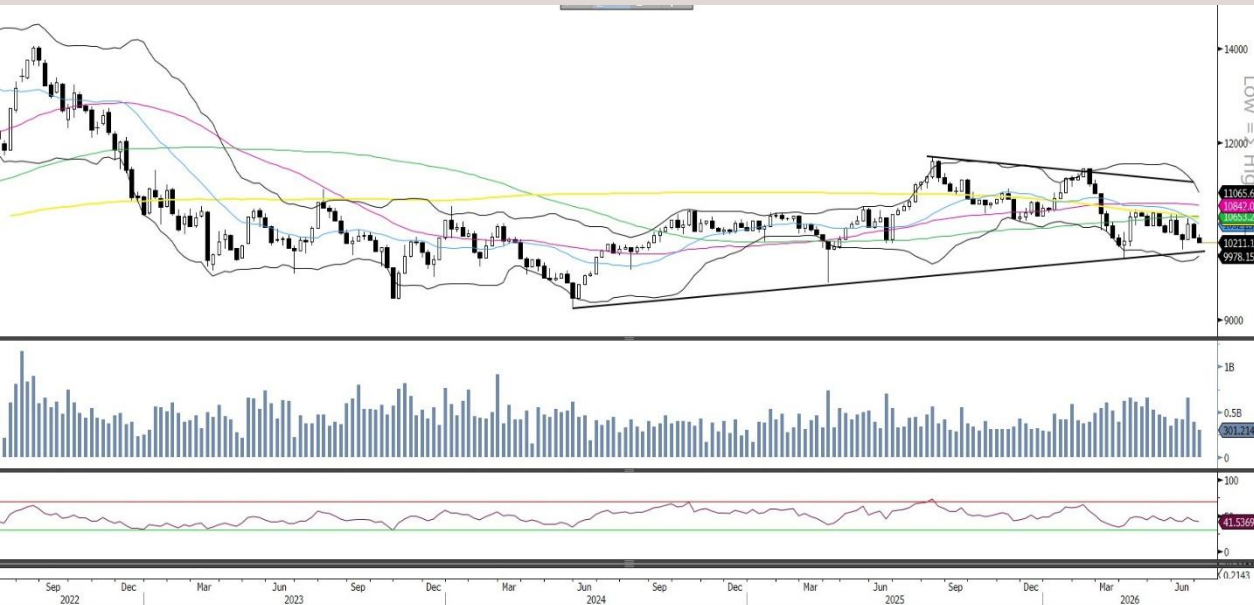 14000
Low = > Hig
12000
11065.6
10847.0
10653.2
10211.1
9978.15
9000
1B
0.5B
301.214
0
100
41.5369
0
0.2143
Sep Dec Mar Jun Sep Dec Mar Jun Sep Dec Mar Jun Sep Dec Mar Jun
2022 2023 2024 2025 2026